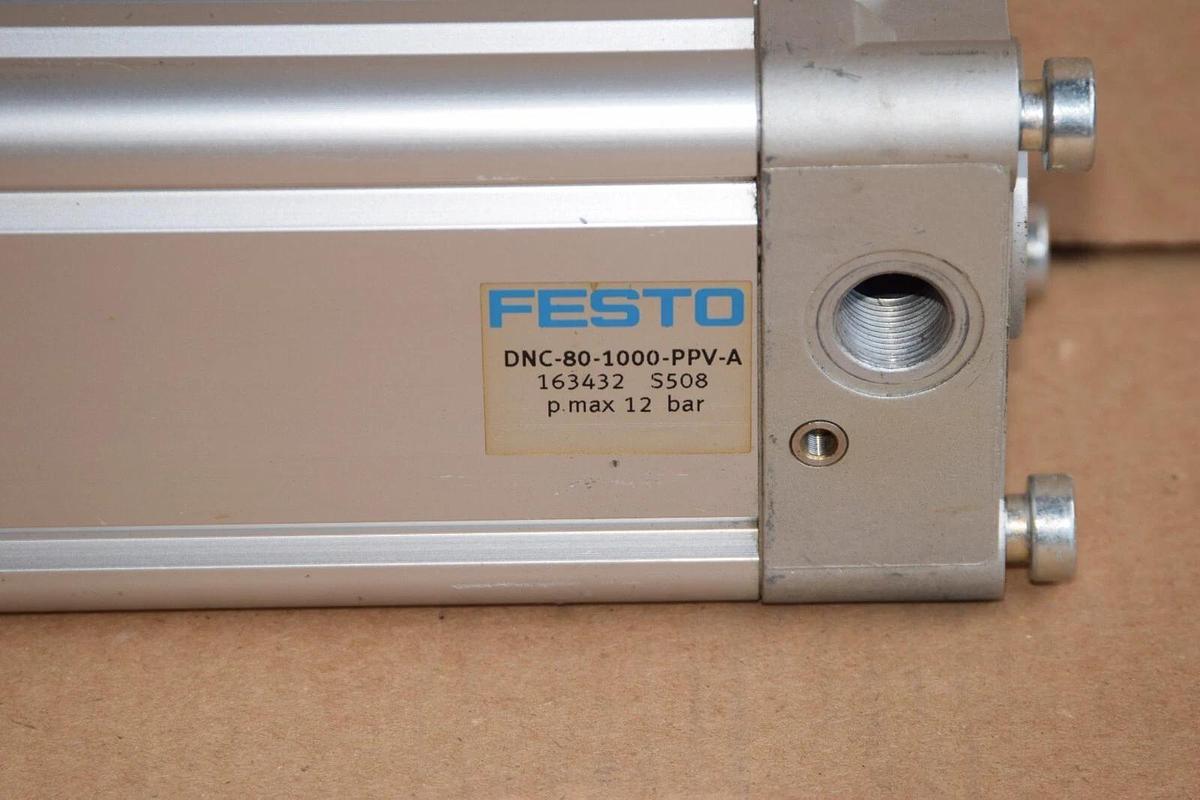 FESTO
DNC-80-1000-PPV-A
163432 S508
p.max 12 bar